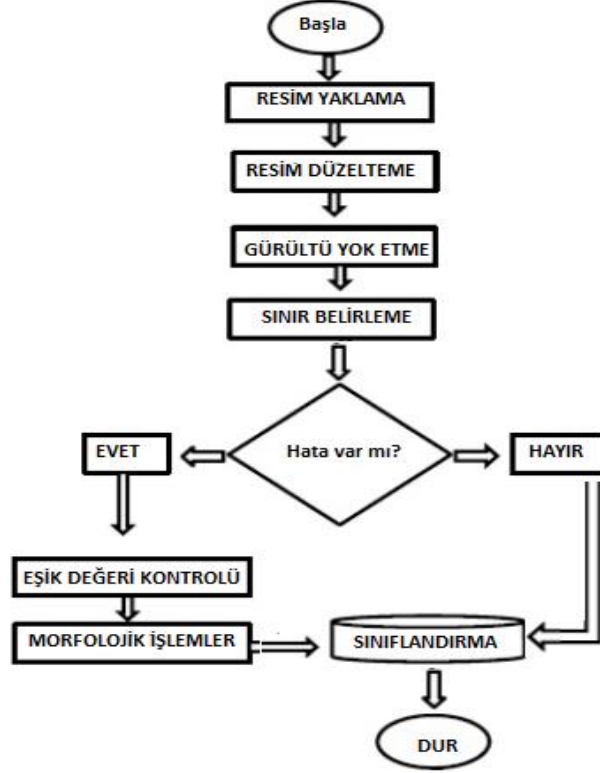 Başla
RESİM YAKLAMA
RESİM DÜZELTEME
GÜRÜLTÜ YOK ETME
SINIR BELİRLEME
Hata var mı?
EVET
HAYIR
EŞİK DEĞERİ KONTROLÜ
MORFOLOJİK İŞLEMLER
SINIFLANDIRMA
DUR